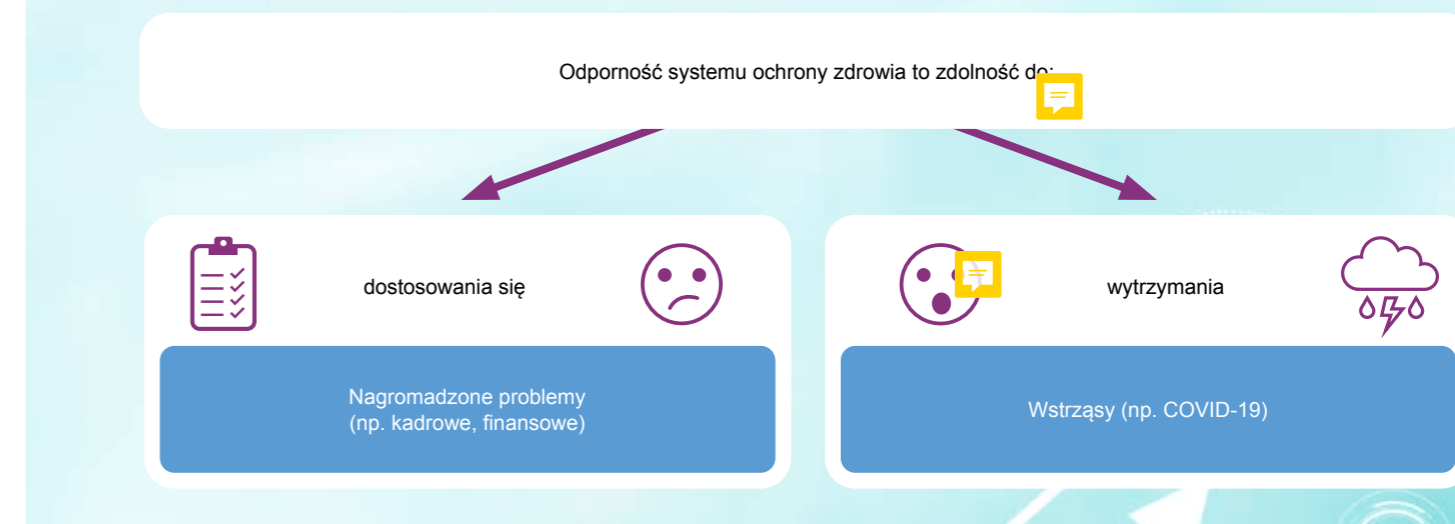 Odporność systemu ochrony zdrowia to zdolność do:
dostosowania się
wytrzymania
Nagromadzone problemy
(np. kadrowe, finansowe)
Wstrząsy (np. COVID-19)